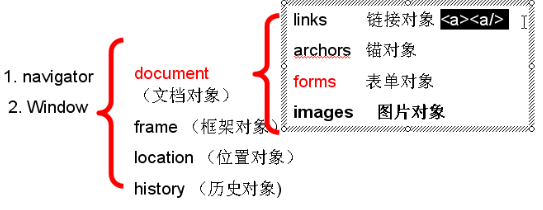 1. navigator
2. Window
document
（文档对象）
frame （框架对象）
location （位置对象）
history （历史对象)
links 链接对象 <a><a/>
archors 锚对象
forms 表单对象
images 图片对象